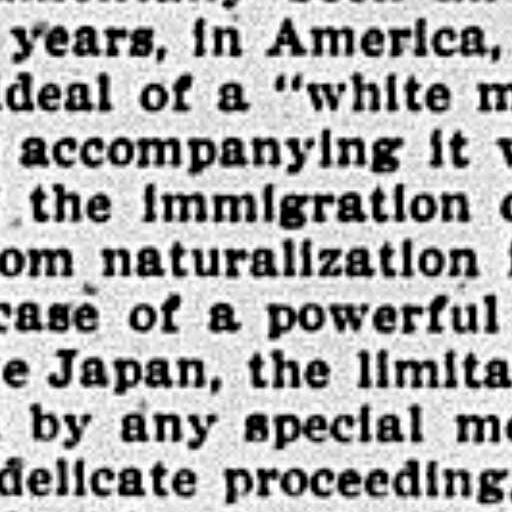 years, in America,
deal of a "white m
accompanying it
the immigration
om naturalization
case of a powerful
e Japan, the limita
by any special me
delicate proceeding,